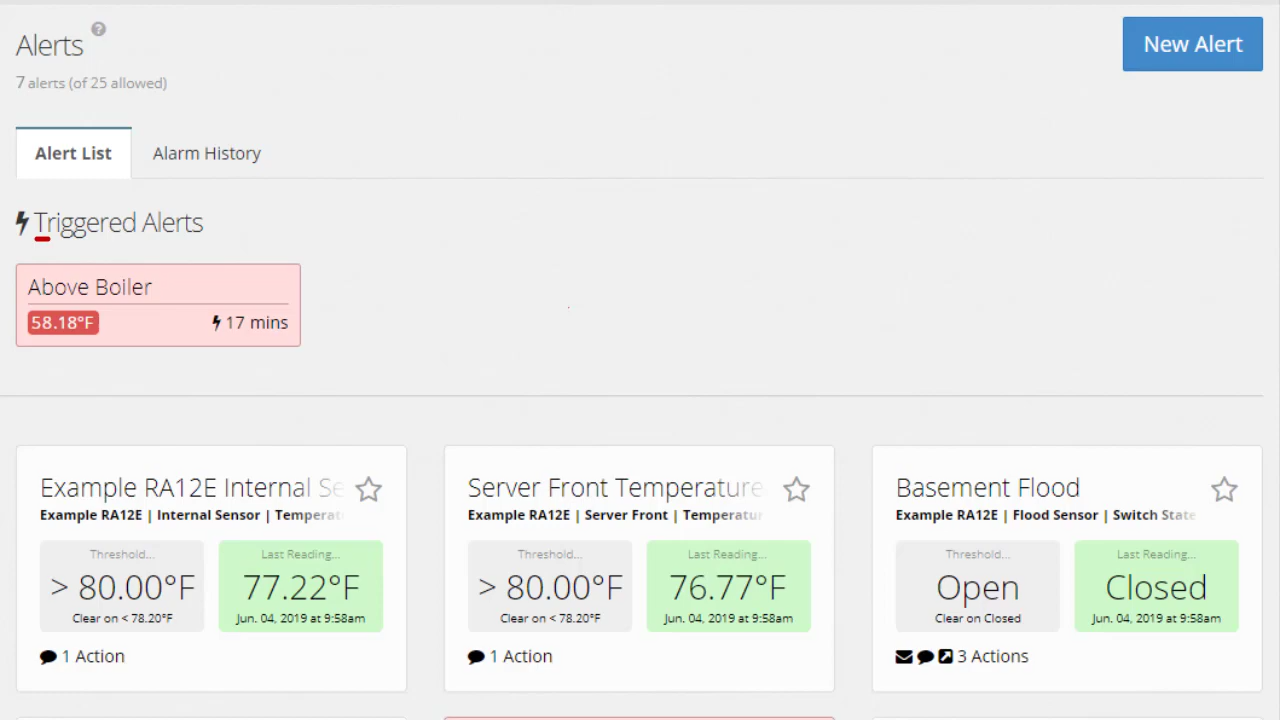 Alerts ?
7 alerts (of 25 allowed)
New Alert
Alert List
Alarm History
Triggered Alerts
Above Boiler
58.18°F
17 mins
Example RA12E Internal Se
Example RA12E | Internal Sensor | Temperat
Threshold...
> 80.00°F
Clear on < 78.20°F
Last Reading...
77.22°F
Jun. 04, 2019 at 9:58am
1 Action
Server Front Temperature
Example RA12E | Server Front | Temperatur
Threshold...
> 80.00°F
Clear on < 78.20°F
Last Reading...
76.77°F
Jun. 04, 2019 at 9:58am
1 Action
Basement Flood
Example RA12E | Flood Sensor | Switch State
Threshold...
Open
Clear on Closed
Last Reading...
Closed
Jun. 04, 2019 at 9:58am
3 Actions